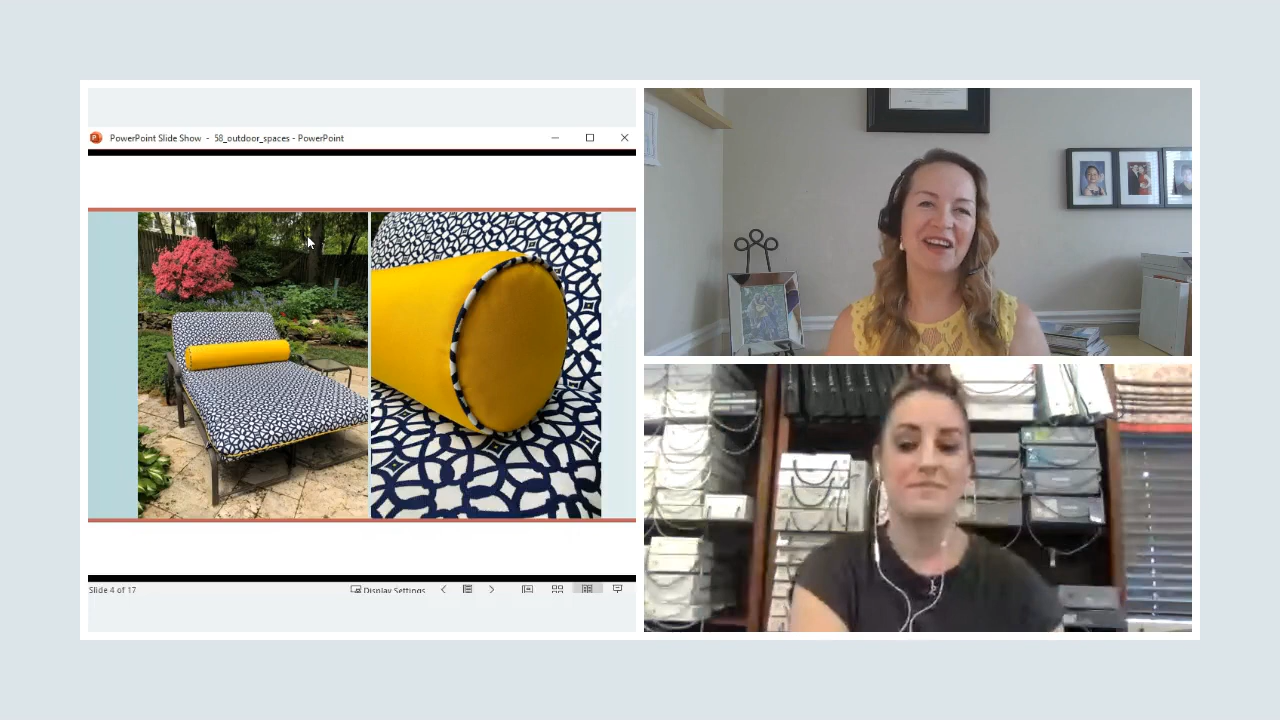 PowerPoint Slide Show - 58_outdoor_spaces - PowerPoint
Slide 4 of 17
Display Settings